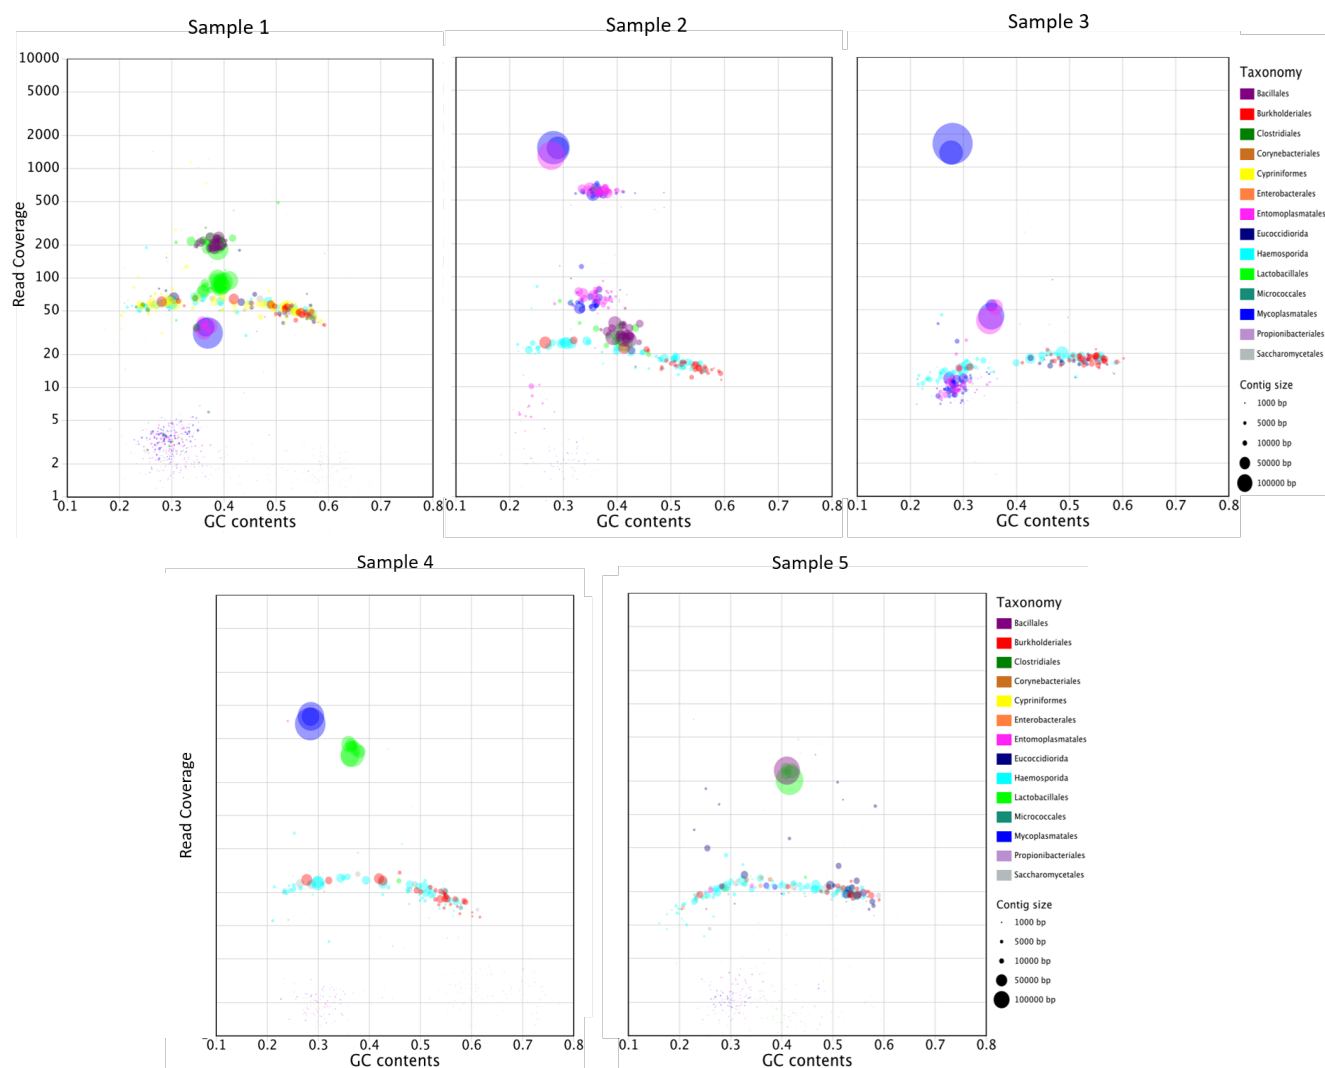 Sample 1
Sample 2
Sample 3
10000
5000
2000
1000
500
200
100
50
20
10
5
2
1
Read Coverage
0.1 0.2 0.3 0.4 0.5 0.6 0.7 0.8
GC contents
0.2 0.3 0.4 0.5 0.6 0.7 0.8
GC contents
0.2 0.3 0.4 0.5 0.6 0.7 0.8
GC contents
Taxonomy
Bacillales
Burkholderiales
Clostridiales
Corynebacteriales
Cypriniformes
Enterobacterales
Entomoplasmatales
Eucoccidiorida
Haemosporida
Lactobacillales
Micrococcales
Mycoplasmatales
Propionibacteriales
Saccharomycetales
Contig size
1000 bp
5000 bp
10000 bp
50000 bp
100000 bp
Sample 4
Sample 5
Read Coverage
0.1 0.2 0.3 0.4 0.5 0.6 0.7 0.8
GC contents
0.1 0.2 0.3 0.4 0.5 0.6 0.7 0.8
GC contents
Taxonomy
Bacillales
Burkholderiales
Clostridiales
Corynebacteriales
Cypriniformes
Enterobacterales
Entomoplasmatales
Eucoccidiorida
Haemosporida
Lactobacillales
Micrococcales
Mycoplasmatales
Propionibacteriales
Saccharomycetales
Contig size
1000 bp
5000 bp
10000 bp
50000 bp
100000 bp